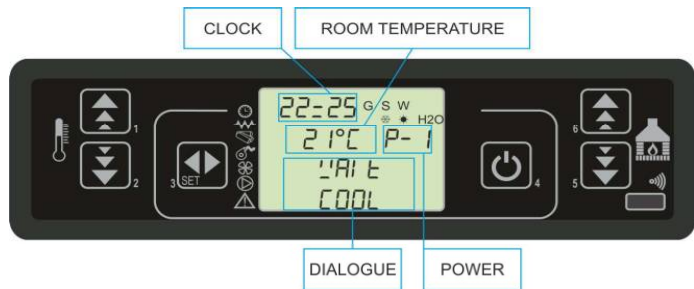 CLOCK
ROOM TEMPERATURE
22-25 G S W
H2O
21°C P-1
WAIt
COOL
1
2
3 SET
4
6
5
DIALOGUE
POWER